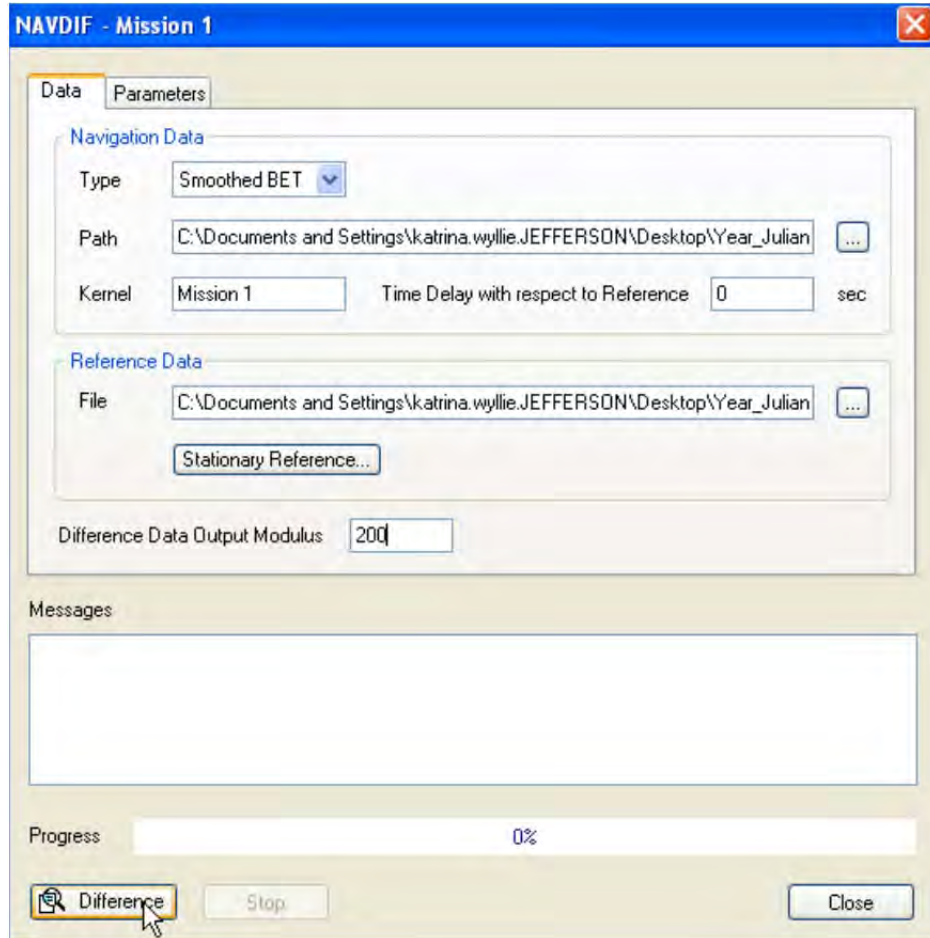 NAVDIF - Mission 1
Data Parameters
Navigation Data
Type Smoothed BET
Path C:\Documents and Settings\katrina.wyllie.JEFFERSON\Desktop\Year_Julian ...
Kernel Mission 1 Time Delay with respect to Reference 0 sec
Reference Data
File C:\Documents and Settings\katrina.wyllie.JEFFERSON\Desktop\Year_Julian ...
Stationary Reference...
Difference Data Output Modulus 200
Messages
Progress 0%
Difference Stop Close